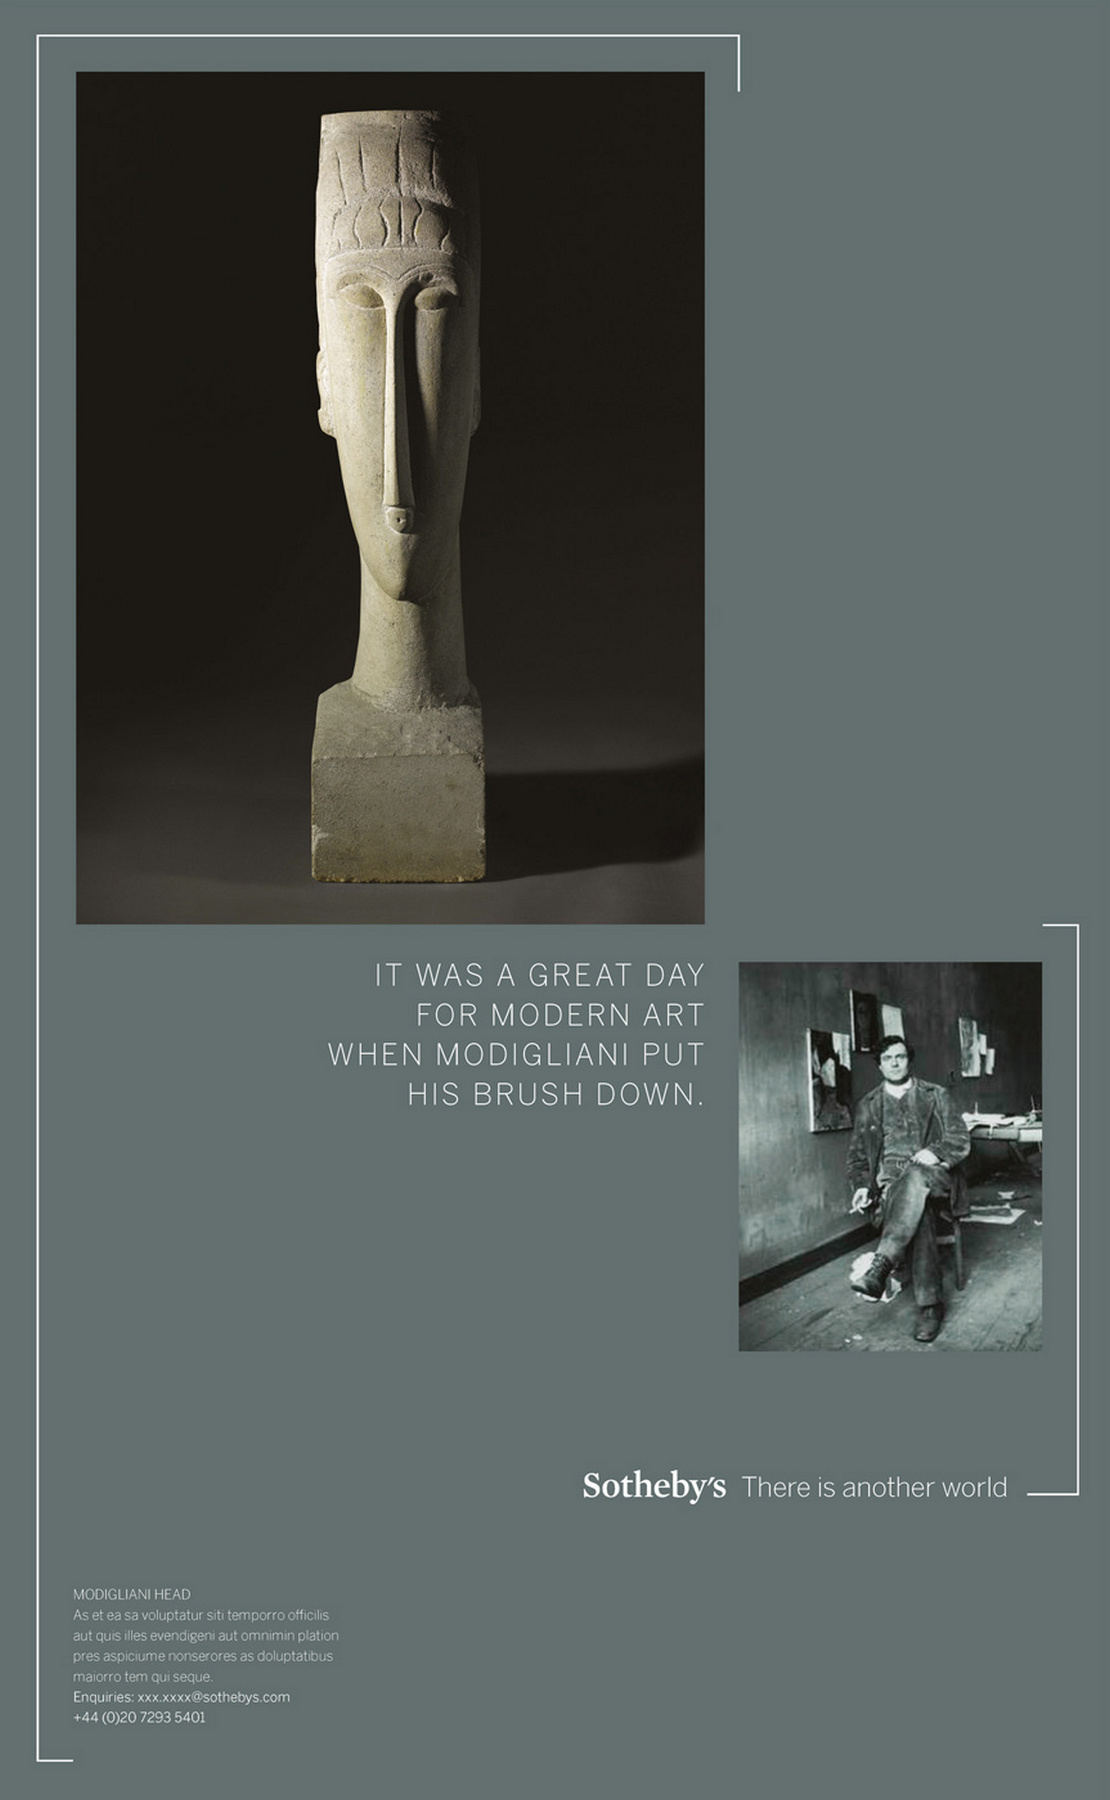 IT WAS A GREAT DAY
FOR MODERN ART
WHEN MODIGLIANI PUT
HIS BRUSH DOWN.
Sotheby's There is another world
MODIGLIANI HEAD
As et ea sa voluptatur siti temporro officilis
aut quis illes evendigeni aut omnimin plation
pres aspiciume nonserores as doluptatibus
maiorro tem qui seque.
Enquiries: xxx.xxxx@sothebys.com
+44 (0)20 7293 5401